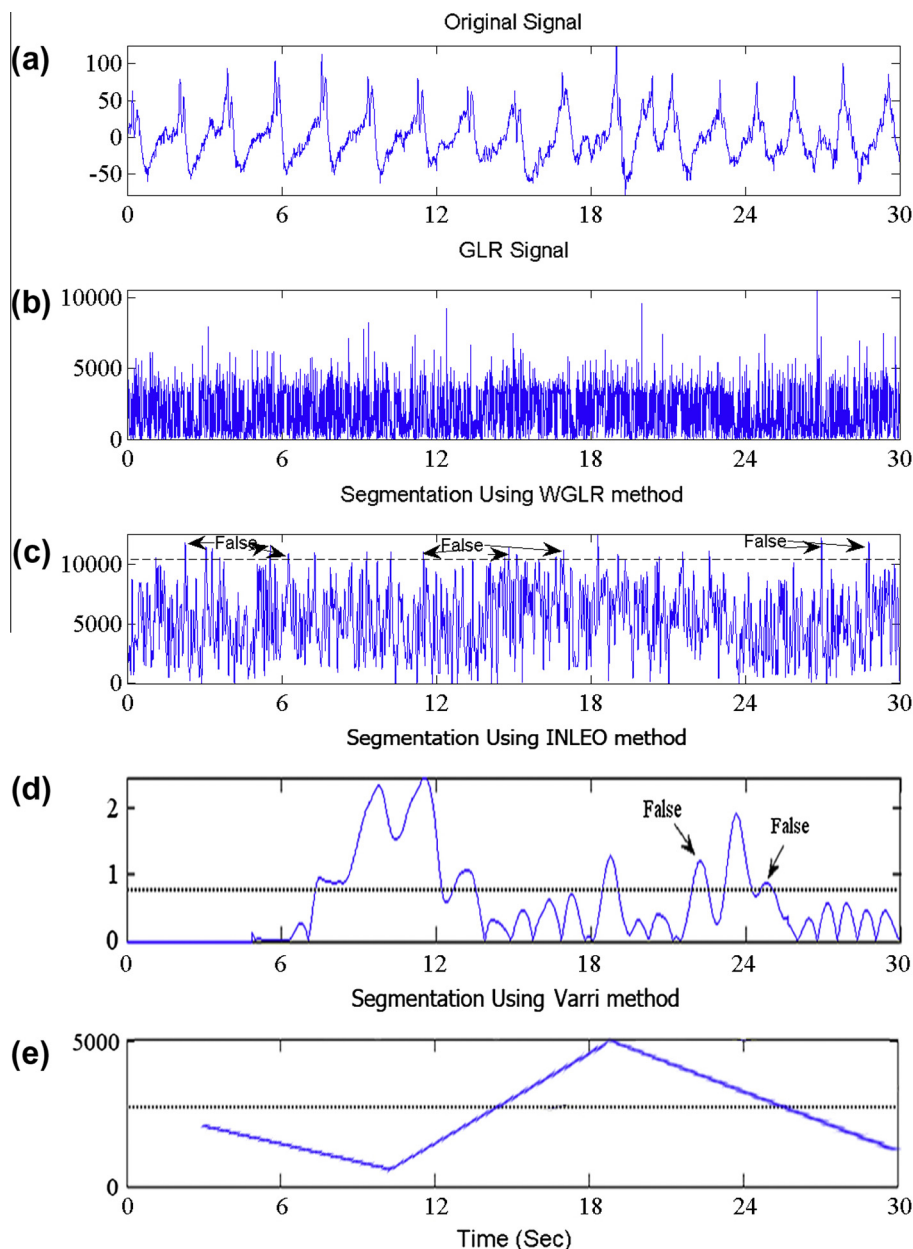 Original Signal
(a)
100
50
0
-50
0 6 12 18 24 30
GLR Signal
(b)
10000
5000
0
0 6 12 18 24 30
Segmentation Using WGLR method
(c)
False False False
10000
5000
0
0 6 12 18 24 30
Segmentation Using INLEO method
(d)
2
False
False
1
0
0 6 12 18 24 30
Segmentation Using Varri method
(e)
5000
0
0 6 12 18 24 30
Time (Sec)